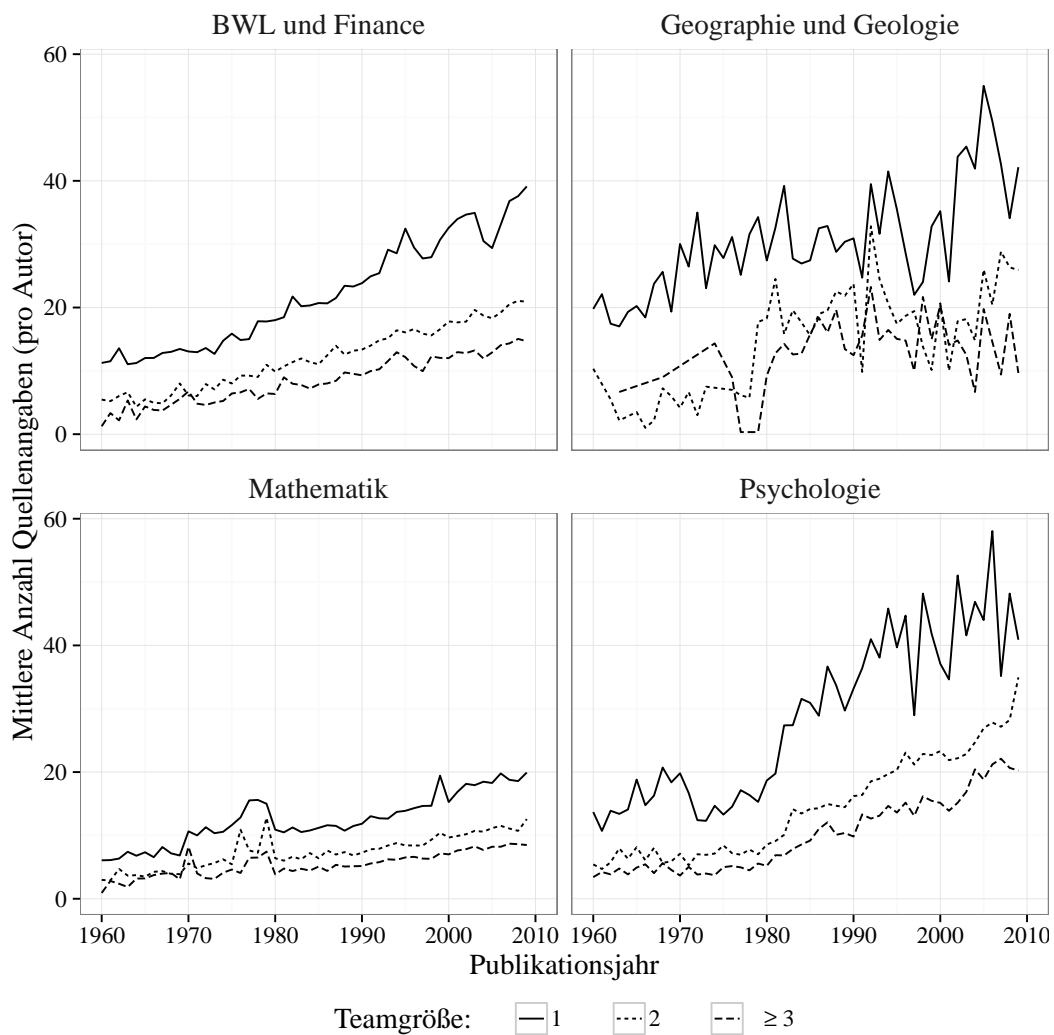 BWL und Finance
Geographie und Geologie
60
40
20
0
Mathematik
Psychologie
60
40
20
0
1960 1970 1980 1990 2000 2010
1960 1970 1980 1990 2000 2010
Mittlere Anzahl Quellenangaben (pro Autor)
Publikationsjahr
Teamgröße: 1 2 ≥ 3